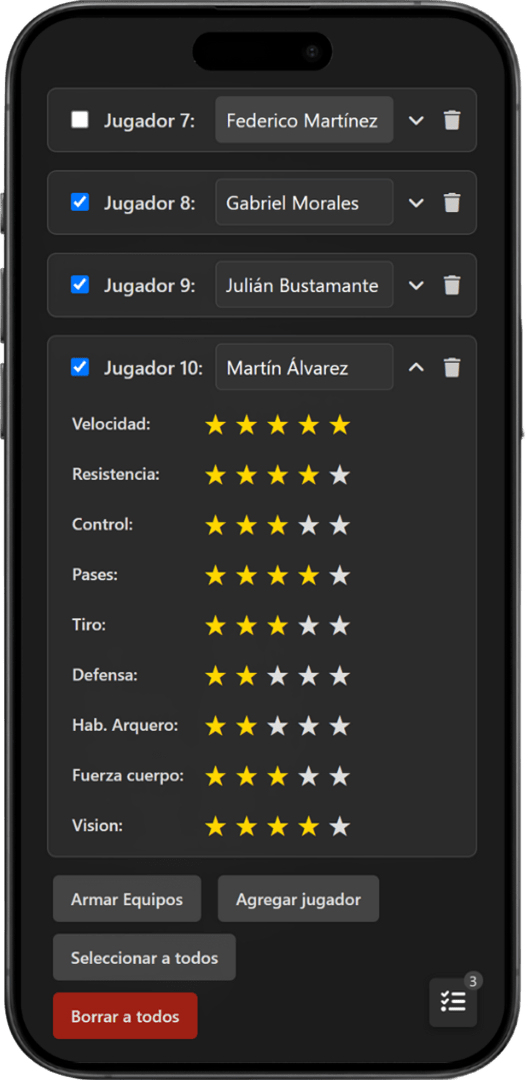 Jugador 7: Federico Martínez
Jugador 8: Gabriel Morales
Jugador 9: Julián Bustamante
Jugador 10: Martín Álvarez
Velocidad:
Resistencia:
Control:
Pases:
Tiro:
Defensa:
Hab. Arquero:
Fuerza cuerpo:
Vision:
Armar Equipos Agregar jugador
Seleccionar a todos
3
Borrar a todos